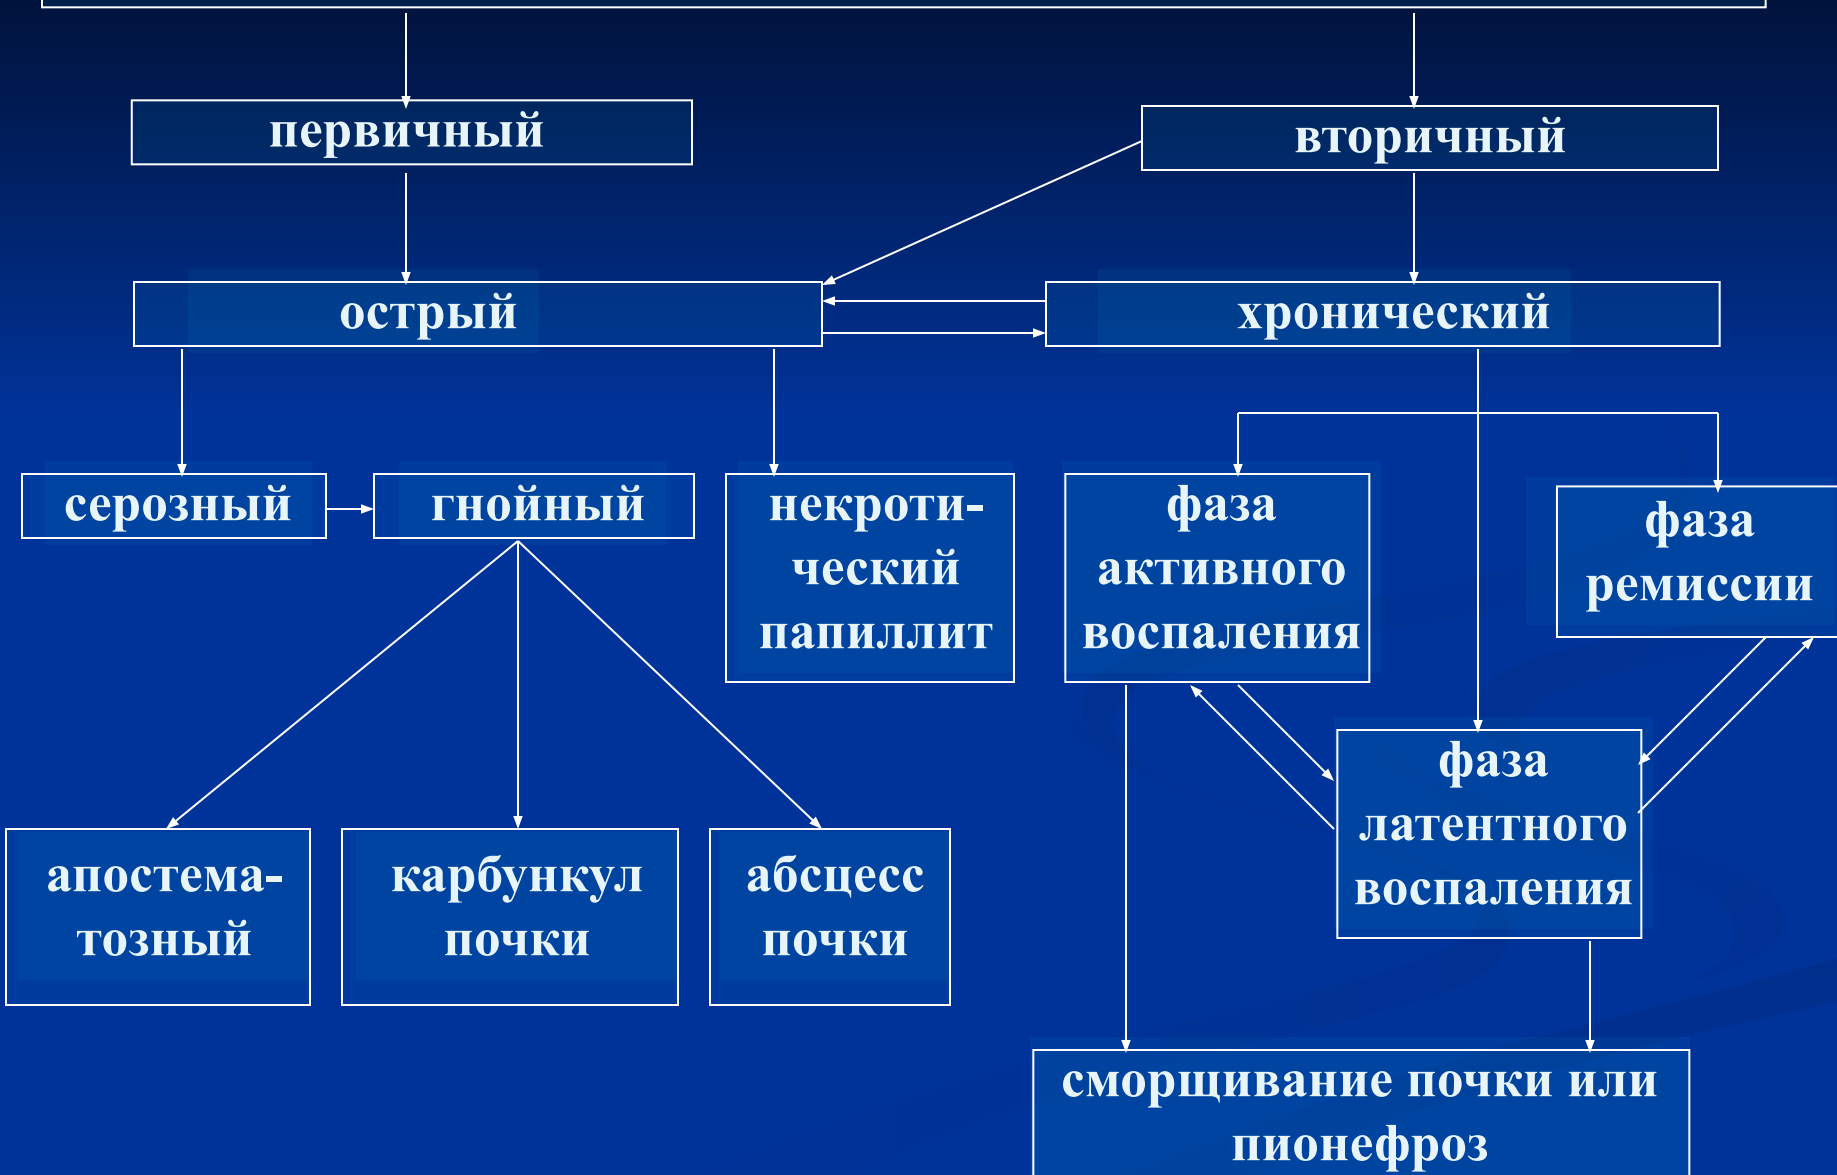 первичный
вторичный
острый
хронический
серозный
гнойный
некроти-
ческий
папиллит
фаза
активного
воспаления
фаза
ремиссии
фаза
латентного
воспаления
апостема-
тозный
карбункул
почки
абсцесс
почки
сморщивание почки или
пионефроз